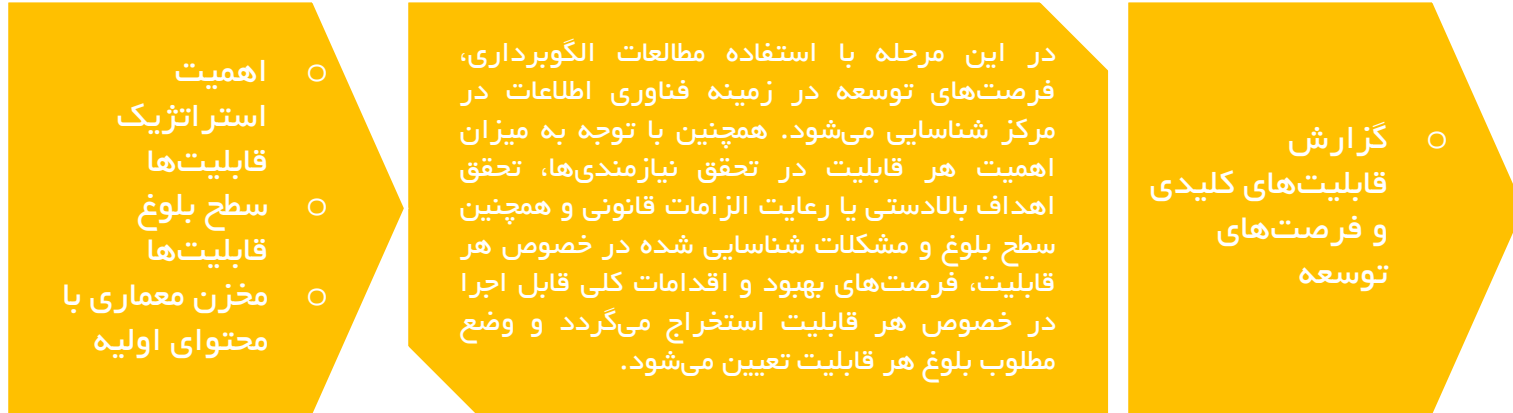 ○ اهمیت
استراتژیک
قابلیت‌ها
○ سطح بلوغ
قابلیت‌ها
○ مخزن معماری با
محتوای اولیه
در این مرحله با استفاده مطالعات الگوبرداری،
فرصت‌های توسعه در زمینه فناوری اطلاعات در
مرکز شناسایی می‌شود. همچنین با توجه به میزان
اهمیت هر قابلیت در تحقق نیازمندی‌ها، تحقق
اهداف بالادستی یا رعایت الزامات قانونی و همچنین
سطح بلوغ و مشکلات شناسایی شده در خصوص هر
قابلیت، فرصت‌های بهبود و اقدامات کلی قابل اجرا
در خصوص هر قابلیت استخراج می‌گردد و وضع
مطلوب بلوغ هر قابلیت تعیین می‌شود.
○ گزارش
قابلیت‌های کلیدی
و فرصت‌های
توسعه